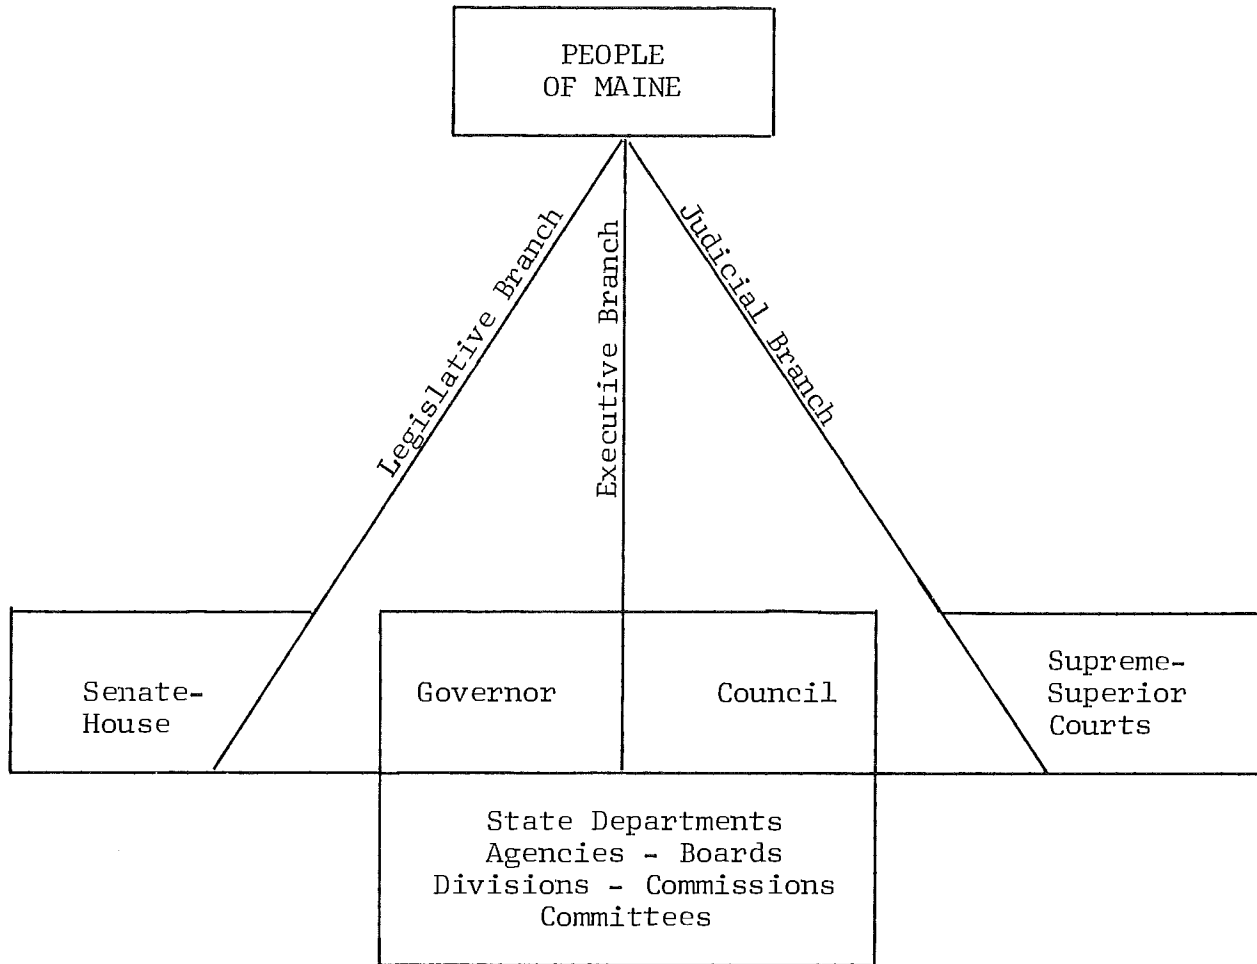 PEOPLE
OF MAINE
Legislative Branch
Executive Branch
Judicial Branch
Senate-
House
Governor
Council
Supreme-
Superior
Courts
State Departments
Agencies - Boards
Divisions - Commissions
Committees